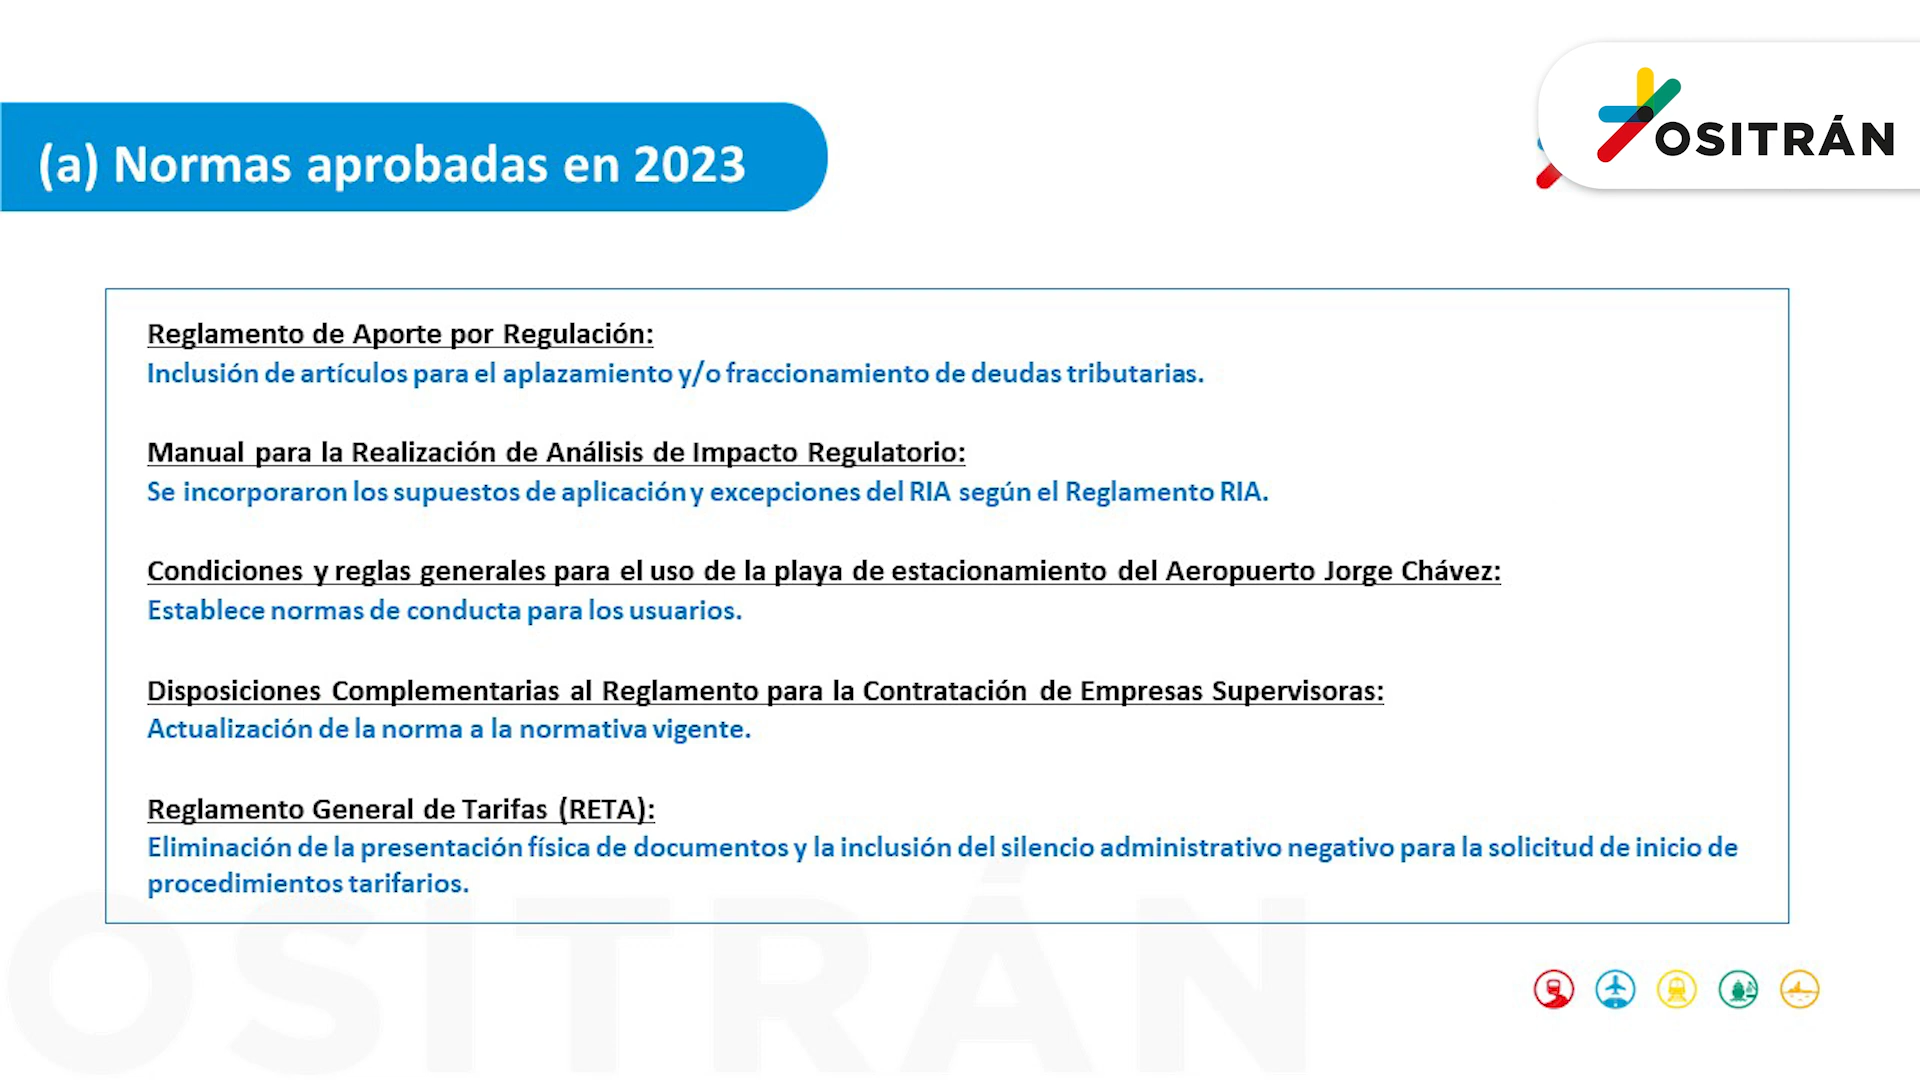 OSITRÁN
(a) Normas aprobadas en 2023
Reglamento de Aporte por Regulación:
Inclusión de artículos para el aplazamiento y/o fraccionamiento de deudas tributarias.
Manual para la Realización de Análisis de Impacto Regulatorio:
Se incorporaron los supuestos de aplicación y excepciones del RIA según el Reglamento RIA.
Condiciones y reglas generales para el uso de la playa de estacionamiento del Aeropuerto Jorge Chávez:
Establece normas de conducta para los usuarios.
Disposiciones Complementarias al Reglamento para la Contratación de Empresas Supervisoras:
Actualización de la norma a la normativa vigente.
Reglamento General de Tarifas (RETA):
Eliminación de la presentación física de documentos y la inclusión del silencio administrativo negativo para la solicitud de inicio de
procedimientos tarifarios.
OSITRÁN